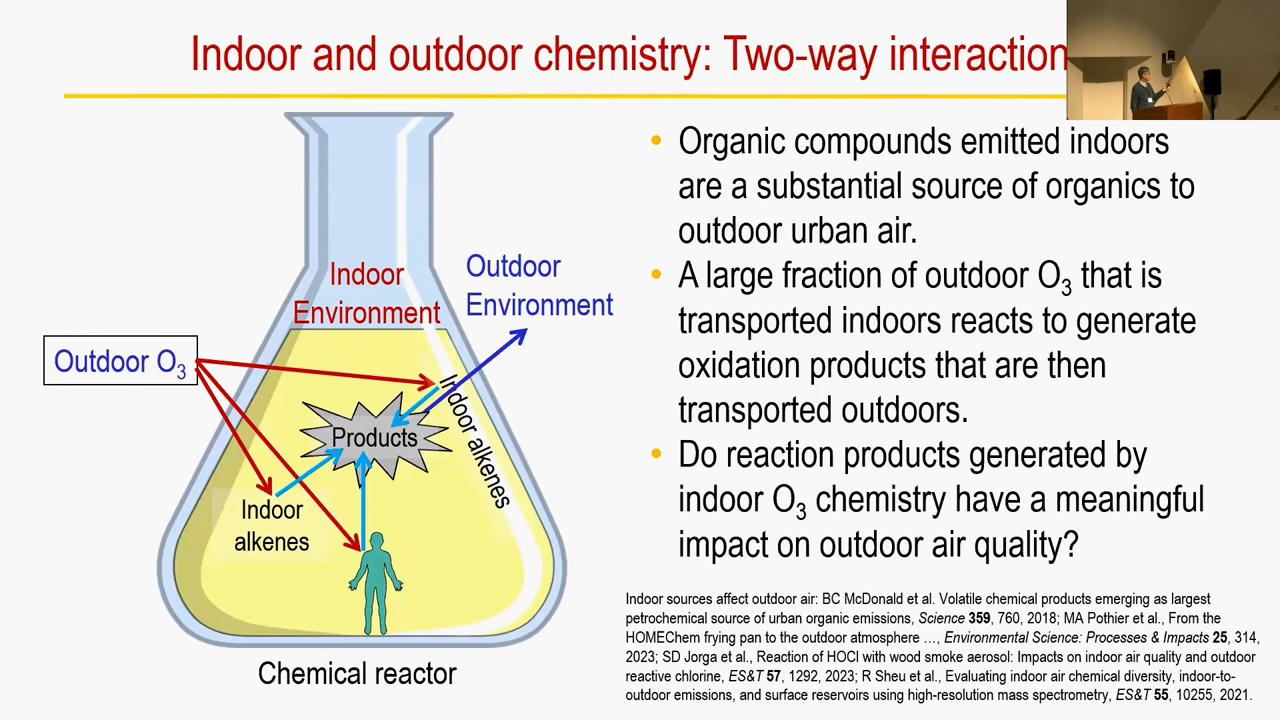 Indoor and outdoor chemistry: Two-way interaction
Indoor
Environment
Outdoor
Environment
Outdoor O₃
Indoor alkenes
Products
Indoor
alkenes
Chemical reactor
• Organic compounds emitted indoors
are a substantial source of organics to
outdoor urban air.
• A large fraction of outdoor O₃ that is
transported indoors reacts to generate
oxidation products that are then
transported outdoors.
• Do reaction products generated by
indoor O₃ chemistry have a meaningful
impact on outdoor air quality?
Indoor sources affect outdoor air: BC McDonald et al. Volatile chemical products emerging as largest
petrochemical source of urban organic emissions, Science 359, 760, 2018; MA Pothier et al., From the
HOMEChem frying pan to the outdoor atmosphere …, Environmental Science: Processes & Impacts 25, 314,
2023; SD Jorga et al., Reaction of HOCl with wood smoke aerosol: Impacts on indoor air quality and outdoor
reactive chlorine, ES&T 57, 1292, 2023; R Sheu et al., Evaluating indoor air chemical diversity, indoor-to-
outdoor emissions, and surface reservoirs using high-resolution mass spectrometry, ES&T 55, 10255, 2021.